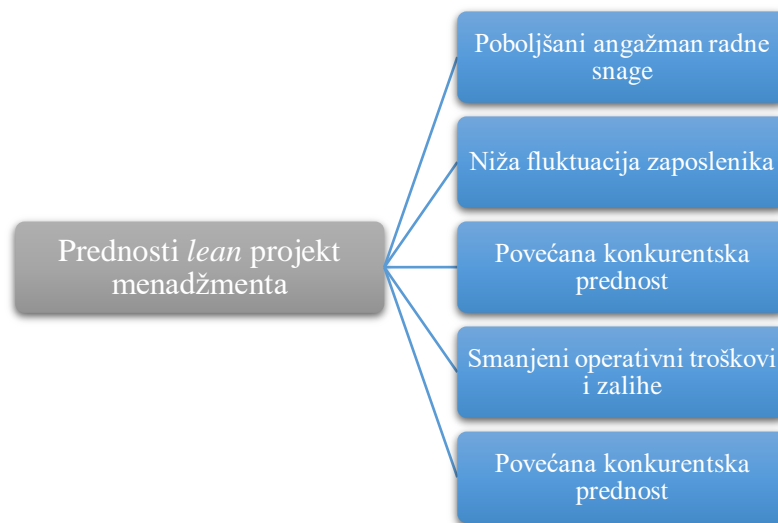 Poboljšani angažman radne
snage
Niža fluktuacija zaposlenika
Prednosti lean projekt
menadžmenta
Povećana konkurentska
prednost
Smanjeni operativni troškovi
i zalihe
Povećana konkurentska
prednost